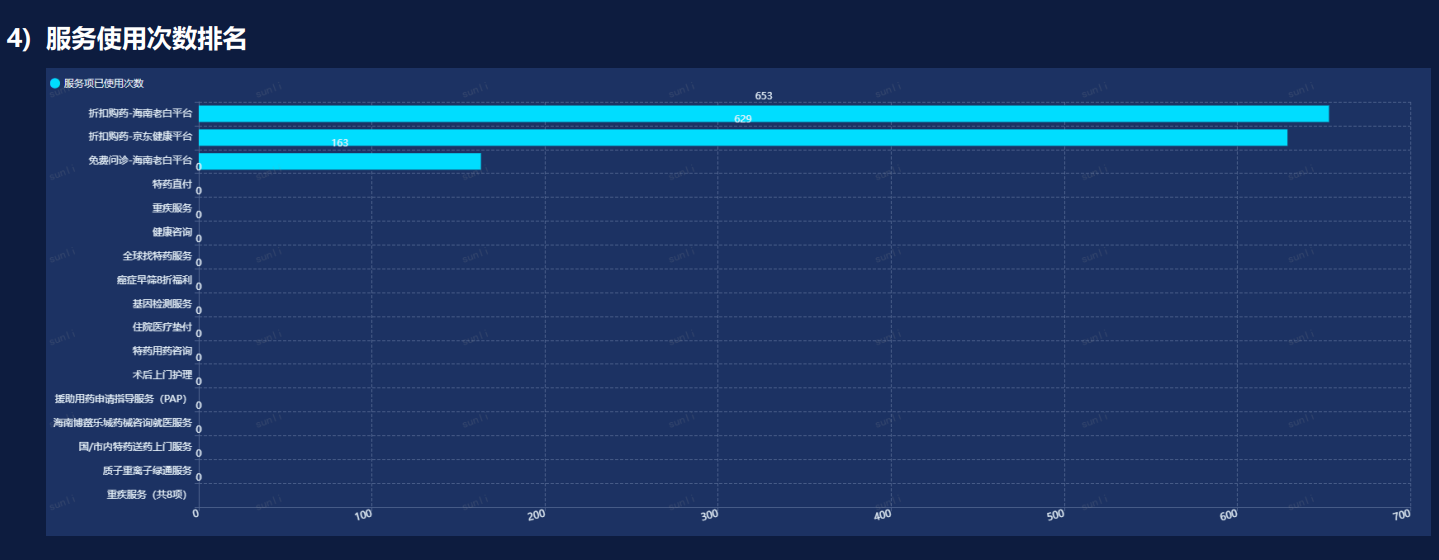 4）服务使用次数排名
服务项已使用次数
653
折扣购药-海南老白平台
629
折扣购药-京东健康平台
163
免费问诊-海南老白平台
0
特药直付
0
重疾服务
0
健康咨询
0
全球找特药服务
0
癌症早筛8折福利
0
基因检测服务
0
住院医疗垫付
0
特药用药咨询
0
术后上门护理
0
援助用药申请指导服务（PAP）
0
海南博鳌乐城药械咨询就医服务
0
国/市内特药送药上门服务
0
质子重离子绿通服务
0
重疾服务（共8项）
0 100 200 300 400 500 600 700
sunli